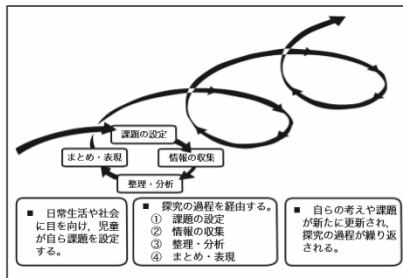 課題の設定
まとめ・表現
情報の収集
整理・分析
■ 日常生活や社会
に目を向け，児童
が自ら課題を設定
する。
■ 探究の過程を経由する。
① 課題の設定
② 情報の収集
③ 整理・分析
④ まとめ・表現
■ 自らの考えや課題
が新たに更新され，
探究の過程が繰り返
される。